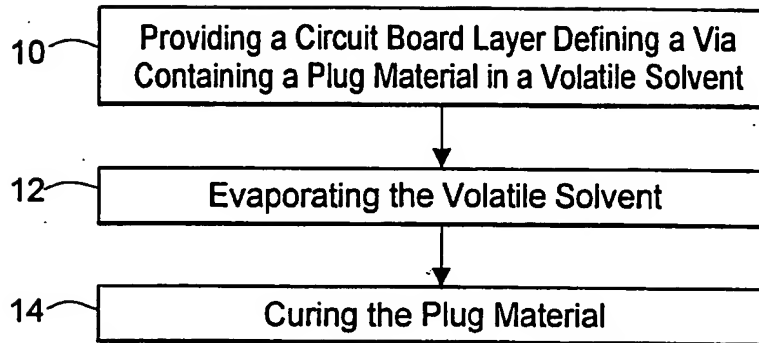 10 Providing a Circuit Board Layer Defining a Via
Containing a Plug Material in a Volatile Solvent
12 Evaporating the Volatile Solvent
14 Curing the Plug Material